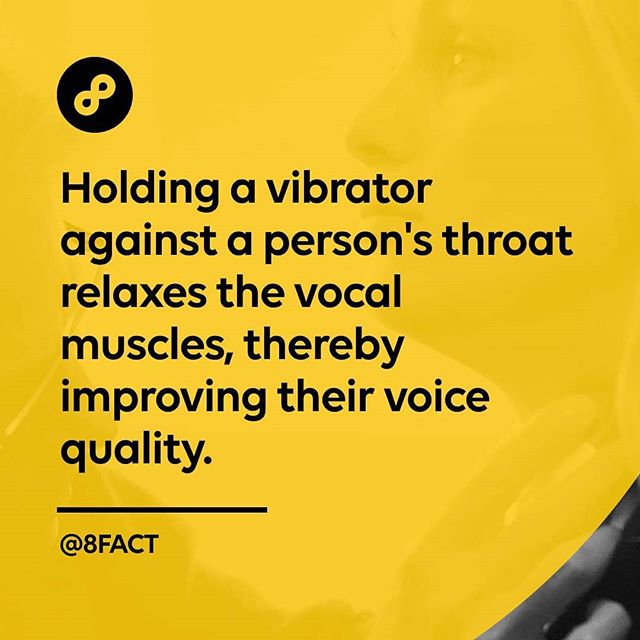 Holding a vibrator
against a person's throat
relaxes the vocal
muscles, thereby
improving their voice
quality.
@8FACT